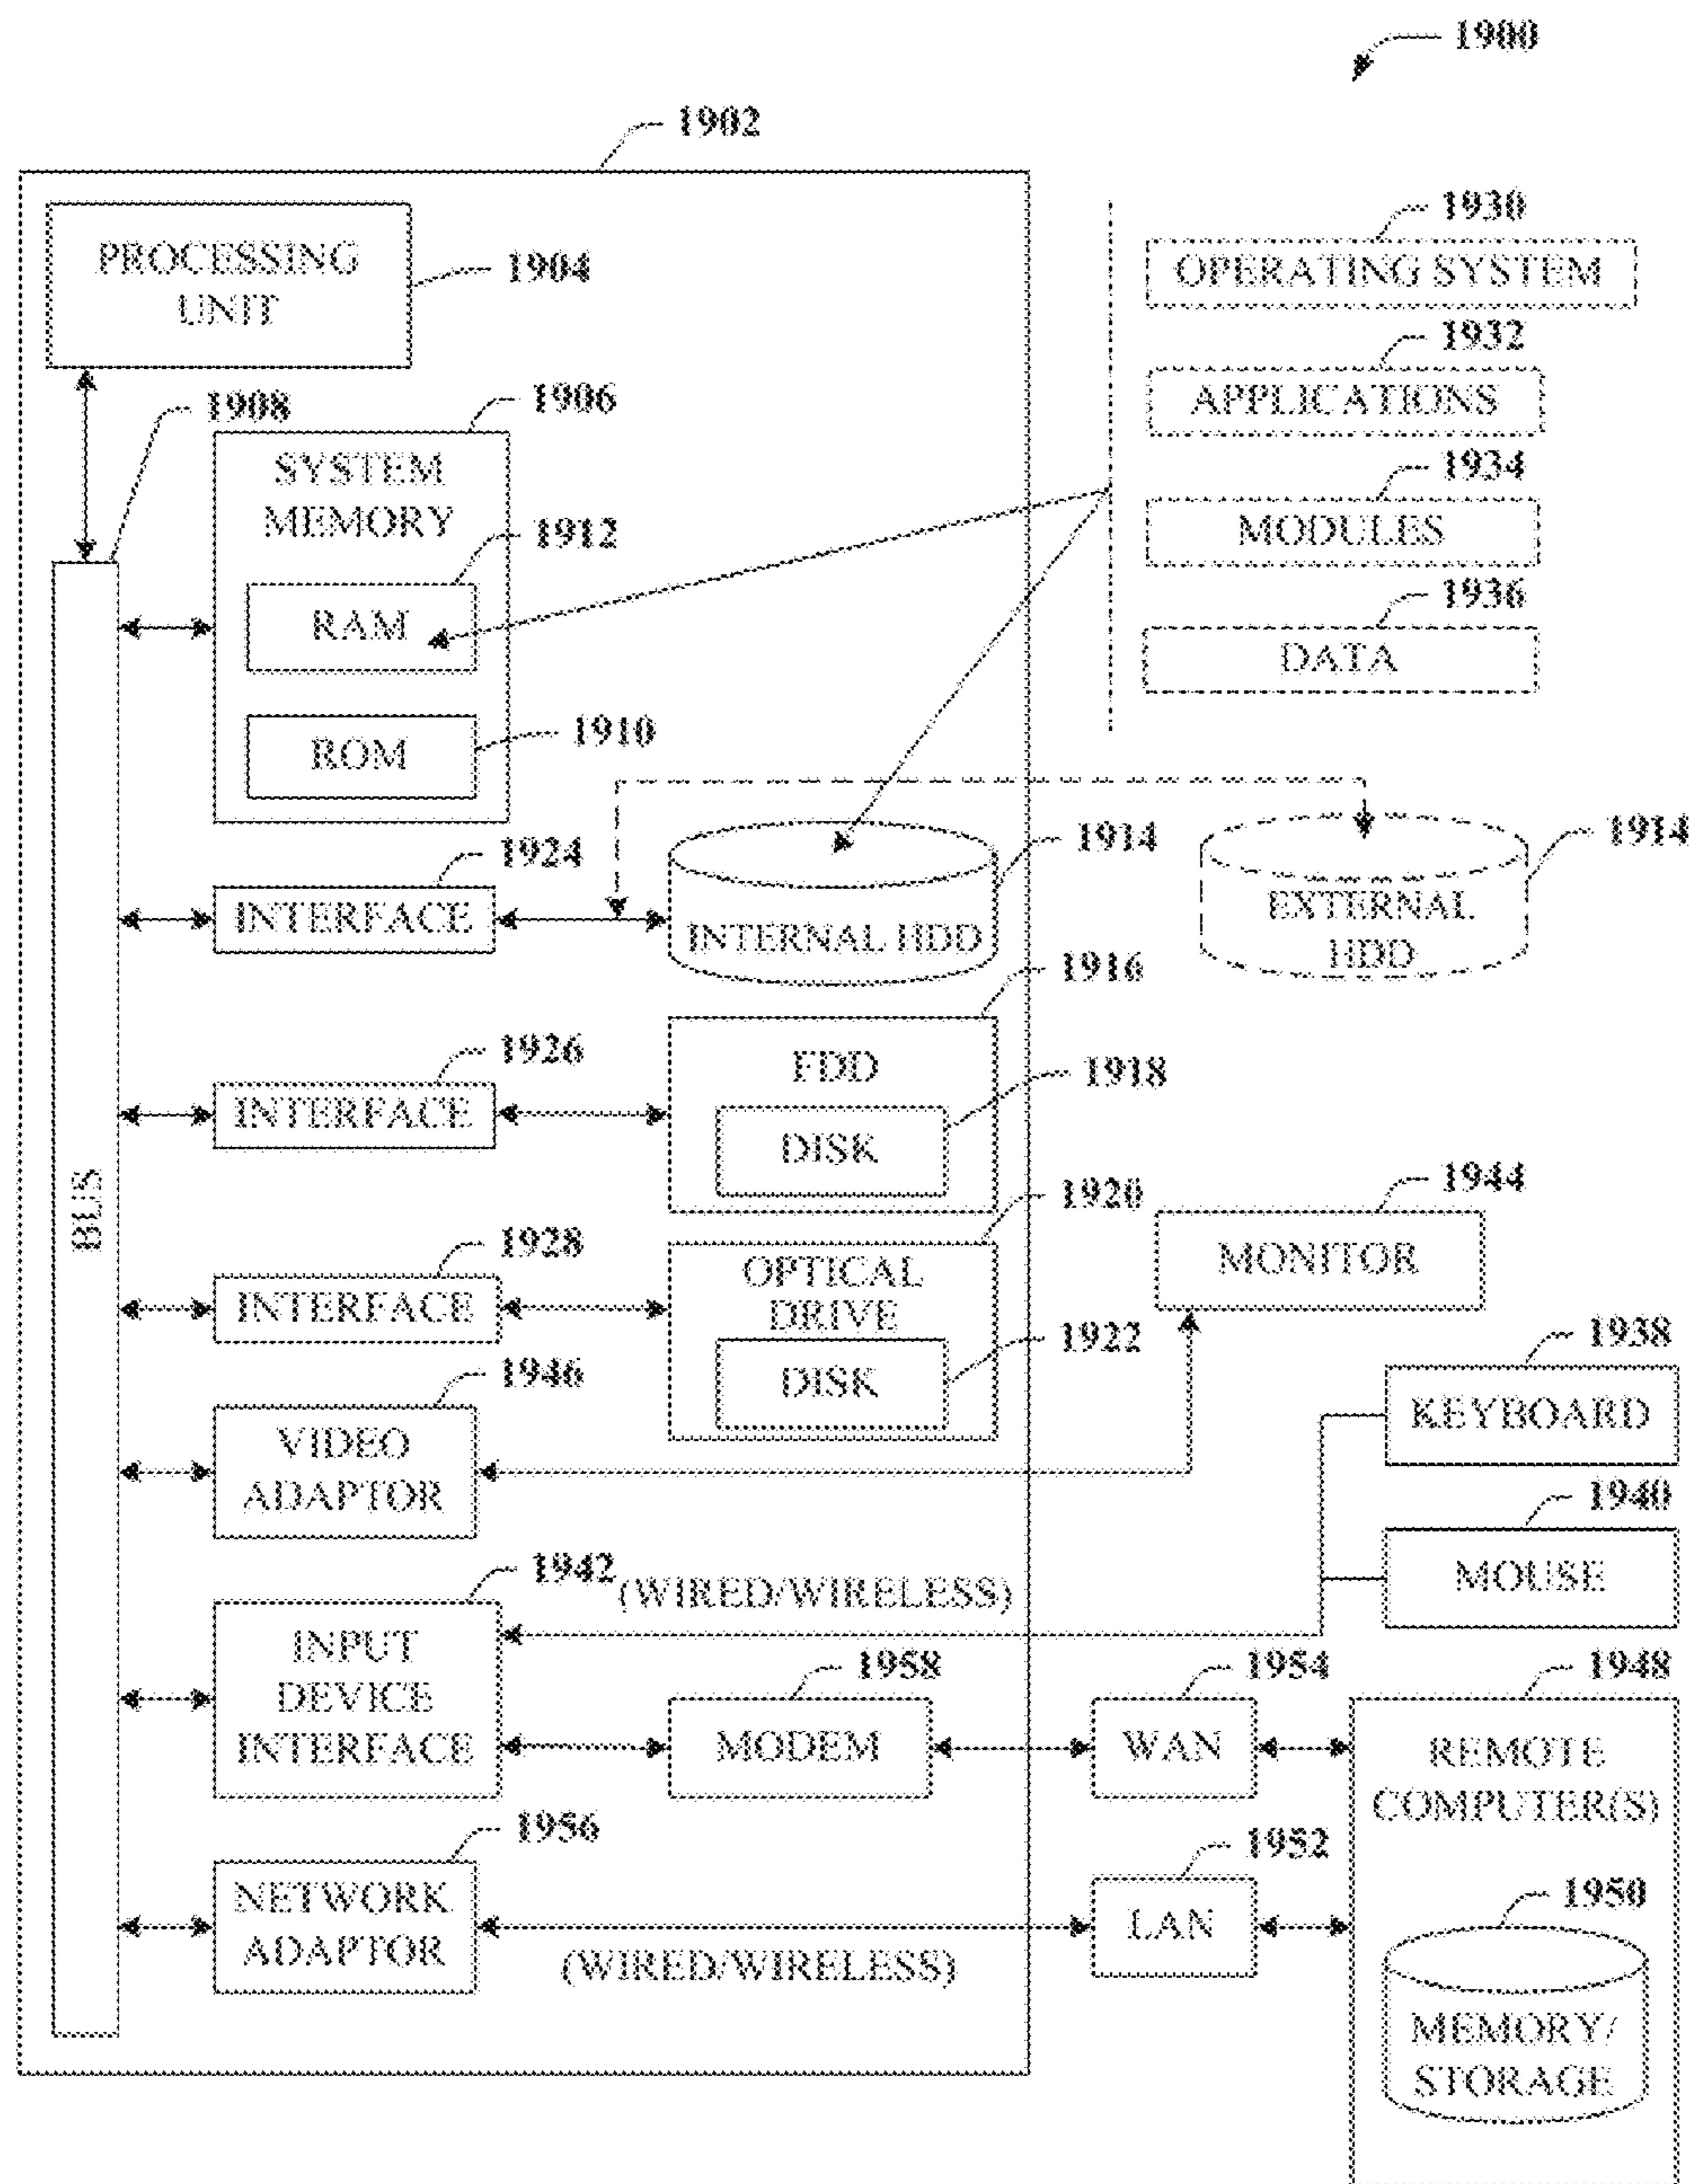 1900
1902
PROCESSING
UNIT
1904
1930
OPERATING SYSTEM
1932
APPLICATIONS
1934
MODULES
1936
DATA
1908
1906
SYSTEM
MEMORY
1912
RAM
1910
ROM
1924
INTERFACE
1914
INTERNAL HDD
1914
EXTERNAL
HDD
1916
1926
INTERFACE
FDD
1918
DISK
BUS
1920
1928
INTERFACE
OPTICAL
DRIVE
1922
DISK
1944
MONITOR
1946
VIDEO
ADAPTOR
1938
KEYBOARD
1940
MOUSE
1942
(WIRED/WIRELESS)
INPUT
DEVICE
INTERFACE
1958
MODEM
1954
WAN
1948
REMOTE
COMPUTER(S)
1956
NETWORK
ADAPTOR
(WIRED/WIRELESS)
1952
LAN
1950
MEMORY/
STORAGE